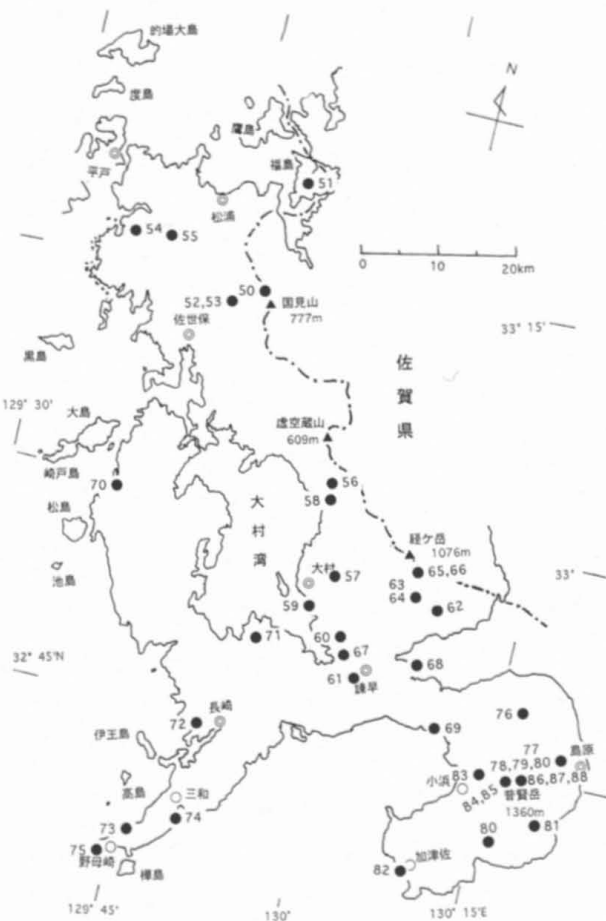 的場大島
度島
N
鷹島
平戸
福島
51
松浦
54
55
0 10 20km
50
52,53
国見山
777m
佐世保
33 15'
黒島
佐賀県
129 30'
大島
虚空蔵山
609m
崎戸島
70
56
58
松島
大村湾
経ケ岳
1076m
池島
大村
57
65,66
33'
63
64
59
62
71
60
32 45'N
67
68
61
諫早
長崎
72
76
伊王島
69
77
島原
78,79,80
83
小浜
86,87,88
高島
三和
84,85
普賢岳
1360m
73
74
80
81
75
野母崎
加津佐
82
樺島
129 45'
130°
130° 15'E